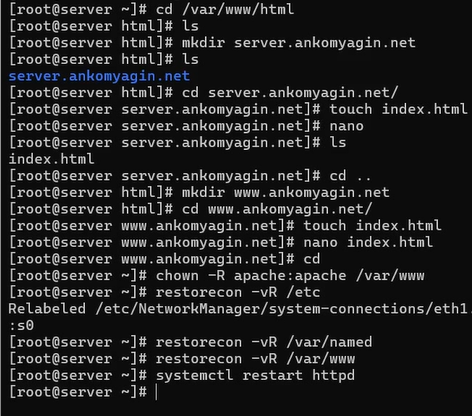 [root@server ~]# cd /var/www/html
[root@server html]# ls
[root@server html]# mkdir server.ankomyagin.net
[root@server html]# ls
server.ankomyagin.net
[root@server html]# cd server.ankomyagin.net/
[root@server server.ankomyagin.net]# touch index.html
[root@server server.ankomyagin.net]# nano
[root@server server.ankomyagin.net]# ls
index.html
[root@server server.ankomyagin.net]# cd ..
[root@server html]# mkdir www.ankomyagin.net
[root@server html]# cd www.ankomyagin.net/
[root@server www.ankomyagin.net]# touch index.html
[root@server www.ankomyagin.net]# nano index.html
[root@server www.ankomyagin.net]# cd
[root@server ~]# chown -R apache:apache /var/www
[root@server ~]# restorecon -vR /etc
Relabeled /etc/NetworkManager/system-connections/eth1.
:s0
[root@server ~]# restorecon -vR /var/named
[root@server ~]# restorecon -vR /var/www
[root@server ~]# systemctl restart httpd
[root@server ~]#